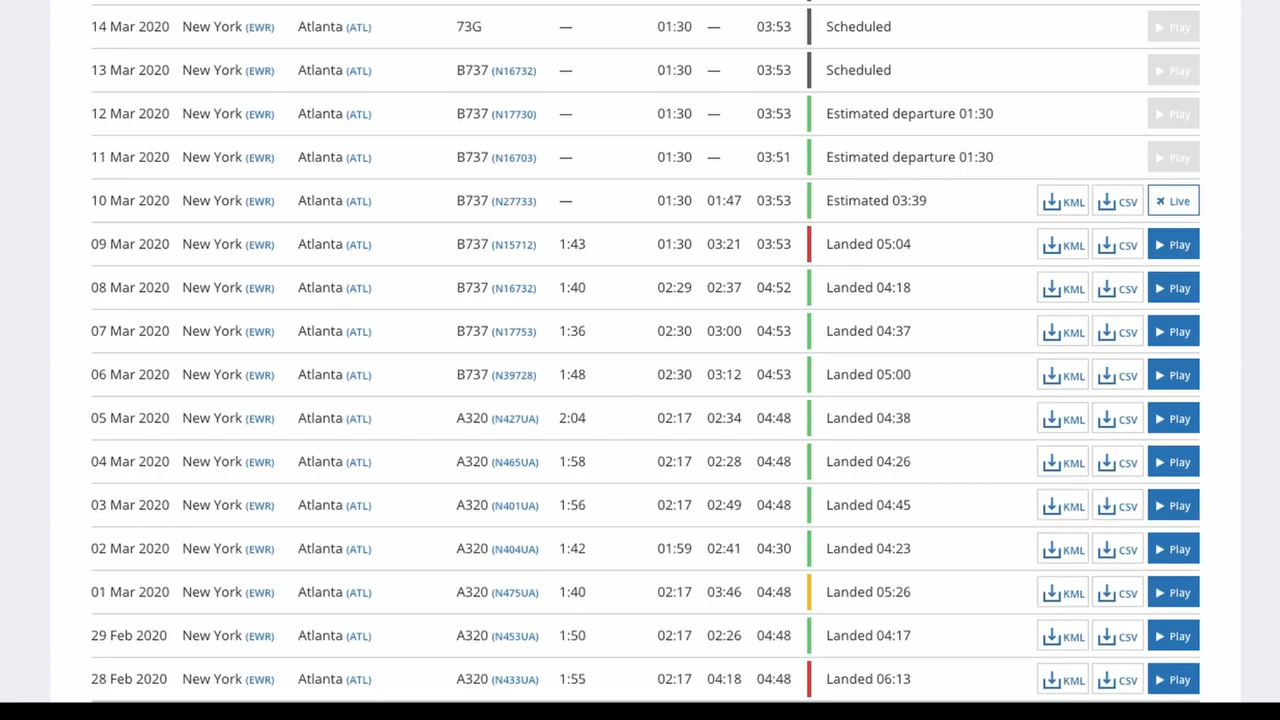 14 Mar 2020 New York (EWR) Atlanta (ATL) 73G — 01:30 — 03:53 Scheduled Play
13 Mar 2020 New York (EWR) Atlanta (ATL) B737 (N16732) — 01:30 — 03:53 Scheduled Play
12 Mar 2020 New York (EWR) Atlanta (ATL) B737 (N17730) — 01:30 — 03:53 Estimated departure 01:30 Play
11 Mar 2020 New York (EWR) Atlanta (ATL) B737 (N16703) — 01:30 — 03:51 Estimated departure 01:30 Play
10 Mar 2020 New York (EWR) Atlanta (ATL) B737 (N27733) — 01:30 01:47 03:53 Estimated 03:39 KML CSV Live
09 Mar 2020 New York (EWR) Atlanta (ATL) B737 (N15712) 1:43 01:30 03:21 03:53 Landed 05:04 KML CSV Play
08 Mar 2020 New York (EWR) Atlanta (ATL) B737 (N16732) 1:40 02:29 02:37 04:52 Landed 04:18 KML CSV Play
07 Mar 2020 New York (EWR) Atlanta (ATL) B737 (N17753) 1:36 02:30 03:00 04:53 Landed 04:37 KML CSV Play
06 Mar 2020 New York (EWR) Atlanta (ATL) B737 (N39728) 1:48 02:30 03:12 04:53 Landed 05:00 KML CSV Play
05 Mar 2020 New York (EWR) Atlanta (ATL) A320 (N427UA) 2:04 02:17 02:34 04:48 Landed 04:38 KML CSV Play
04 Mar 2020 New York (EWR) Atlanta (ATL) A320 (N465UA) 1:58 02:17 02:28 04:48 Landed 04:26 KML CSV Play
03 Mar 2020 New York (EWR) Atlanta (ATL) A320 (N401UA) 1:56 02:17 02:49 04:48 Landed 04:45 KML CSV Play
02 Mar 2020 New York (EWR) Atlanta (ATL) A320 (N404UA) 1:42 01:59 02:41 04:30 Landed 04:23 KML CSV Play
01 Mar 2020 New York (EWR) Atlanta (ATL) A320 (N475UA) 1:40 02:17 03:46 04:48 Landed 05:26 KML CSV Play
29 Feb 2020 New York (EWR) Atlanta (ATL) A320 (N453UA) 1:50 02:17 02:26 04:48 Landed 04:17 KML CSV Play
28 Feb 2020 New York (EWR) Atlanta (ATL) A320 (N433UA) 1:55 02:17 04:18 04:48 Landed 06:13 KML CSV Play